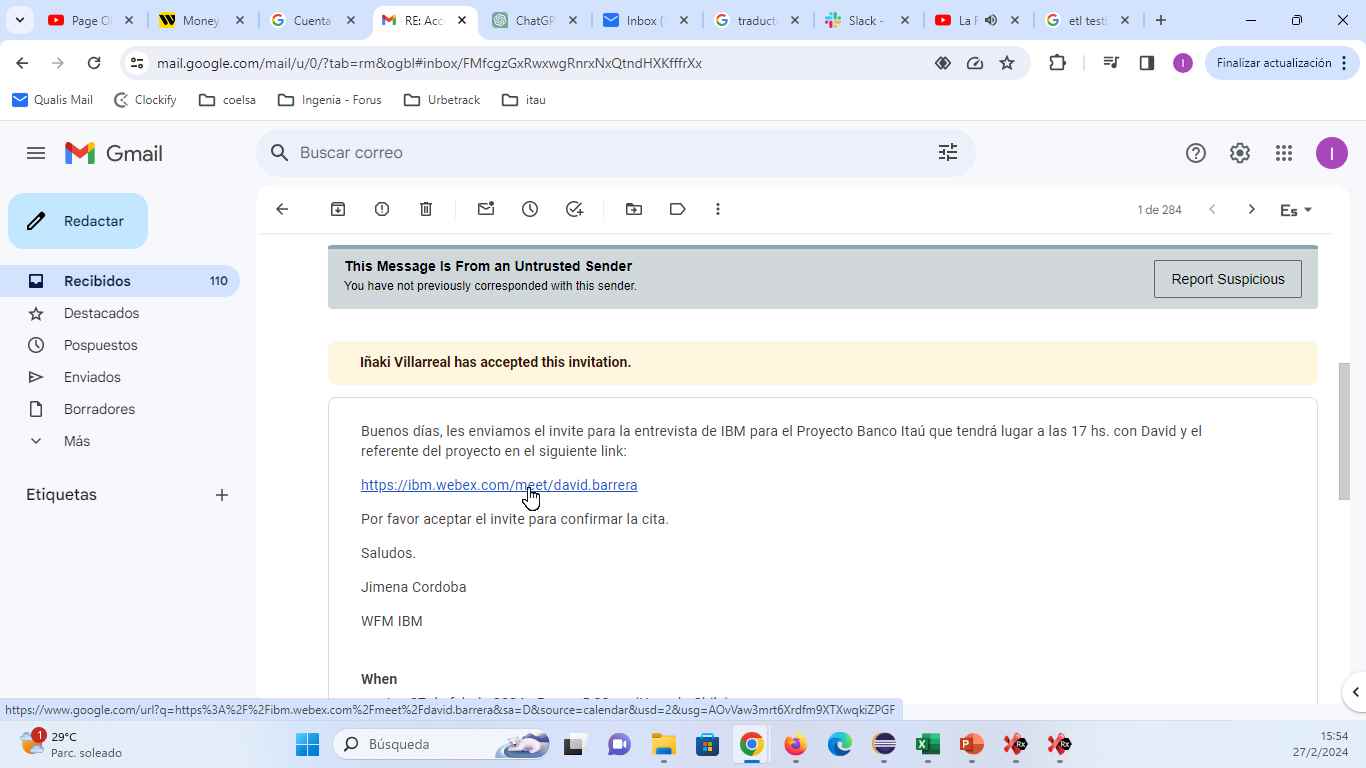 Page O
Money
Cuenta
RE: Acc
ChatGP
Inbox (
traduct
Slack -
La F
etl testi
mail.google.com/mail/u/0/?tab=rm&ogbl#inbox/FMfcgzGxRwxwgRnrxNxQtndHXKfffrXx
I
Finalizar actualización
Qualis Mail
Clockify
coelsa
Ingenia - Forus
Urbetrack
itau
Gmail
Buscar correo
I
Redactar
1 de 284
Es
Recibidos 110
Destacados
Pospuestos
Enviados
Borradores
Más
Etiquetas
This Message Is From an Untrusted Sender
You have not previously corresponded with this sender.
Report Suspicious
Iñaki Villarreal has accepted this invitation.
Buenos días, les enviamos el invite para la entrevista de IBM para el Proyecto Banco Itaú que tendrá lugar a las 17 hs. con David y el
referente del proyecto en el siguiente link:
https://ibm.webex.com/meet/david.barrera
Por favor aceptar el invite para confirmar la cita.
Saludos.
Jimena Cordoba
WFM IBM
When
https://www.google.com/url?q=https%3A%2F%2Fibm.webex.com%2Fmeet%2Fdavid.barrera&sa=D&source=calendar&usd=2&usg=AOvVaw3mrt6Xrdfm9XTXwqkiZPGF
1
29°C
Parc. soleado
Búsqueda
15:54
27/2/2024